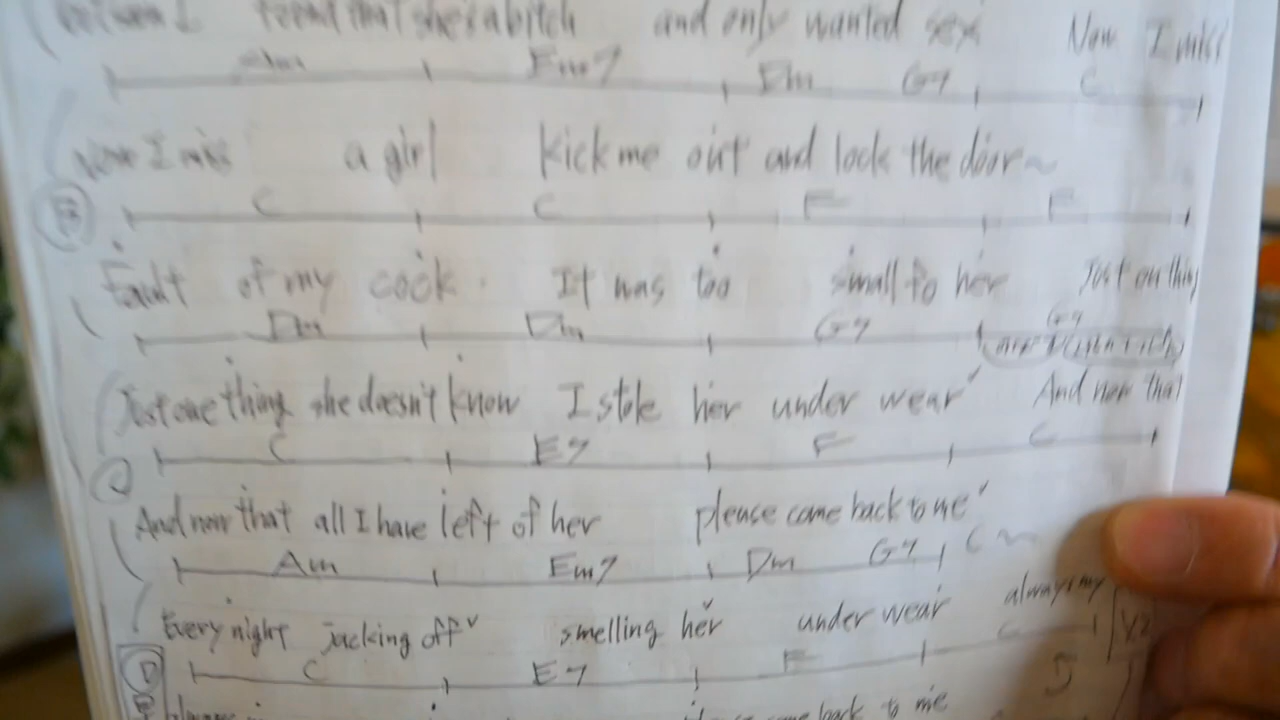 found that she's a bitch and only wanted sex Now I miss
Am Em7 Dm G7 C
Now I miss a girl kick me out and lock the door~
B C C F F
Fault of my cock. It was too small to her Just on thing
Dm Dm G7 G7
Just one thing she doesn't know I stole her under wear And now that
C E7 F C
And now that all I have left of her please come back to me
Am Em7 Dm G7 C~
Every night jacking off smelling her under wear always my
C E7 F C
always come back to me